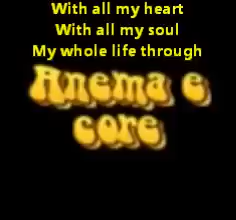 With all my heart
With all my soul
My whole life through
Anema e
core